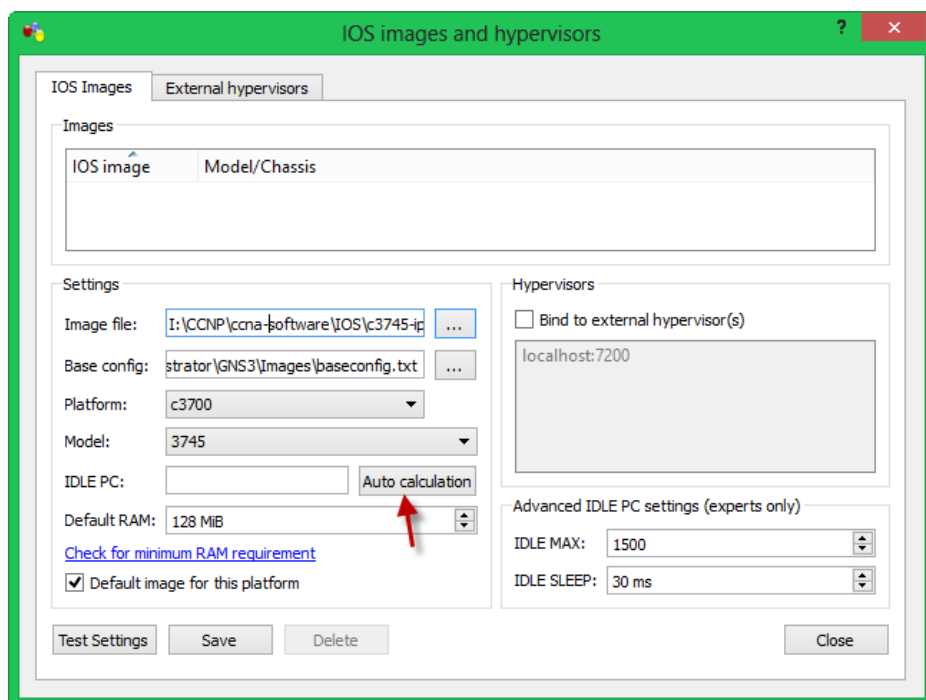 IOS images and hypervisors ? ×
IOS Images External hypervisors
Images
IOS image Model/Chassis
Settings
Image file: I:\CCNP\ccna-software\IOS\c3745-ip ...
Base config: strator\GNS3\Images\baseconfig.txt ...
Platform: c3700
Model: 3745
IDLE PC: Auto calculation
Default RAM: 128 MiB
Check for minimum RAM requirement
Default image for this platform
Hypervisors
Bind to external hypervisor(s)
localhost:7200
Advanced IDLE PC settings (experts only)
IDLE MAX: 1500
IDLE SLEEP: 30 ms
Test Settings Save Delete Close